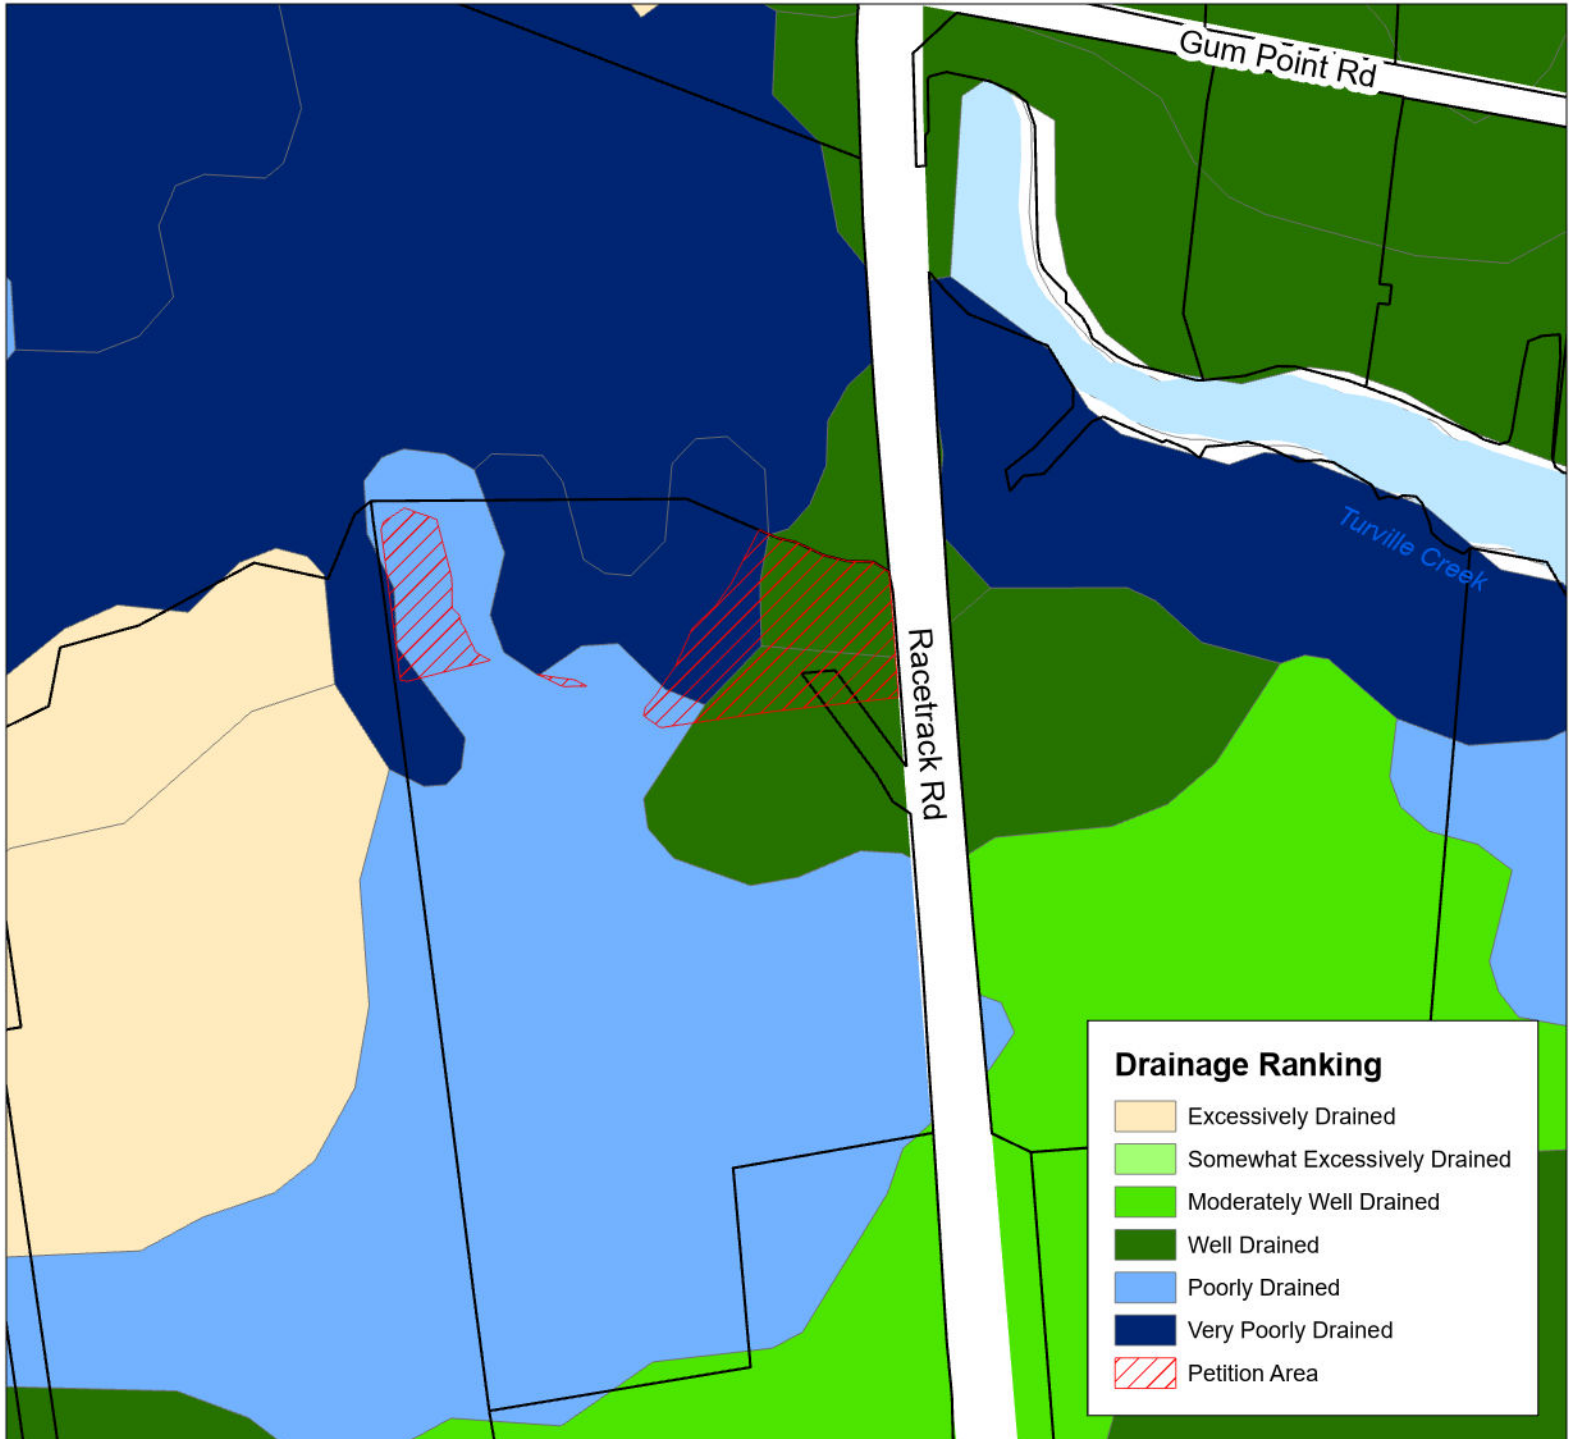 Gum Point Rd
Turville Creek
Racetrack Rd
Drainage Ranking
Excessively Drained
Somewhat Excessively Drained
Moderately Well Drained
Well Drained
Poorly Drained
Very Poorly Drained
Petition Area